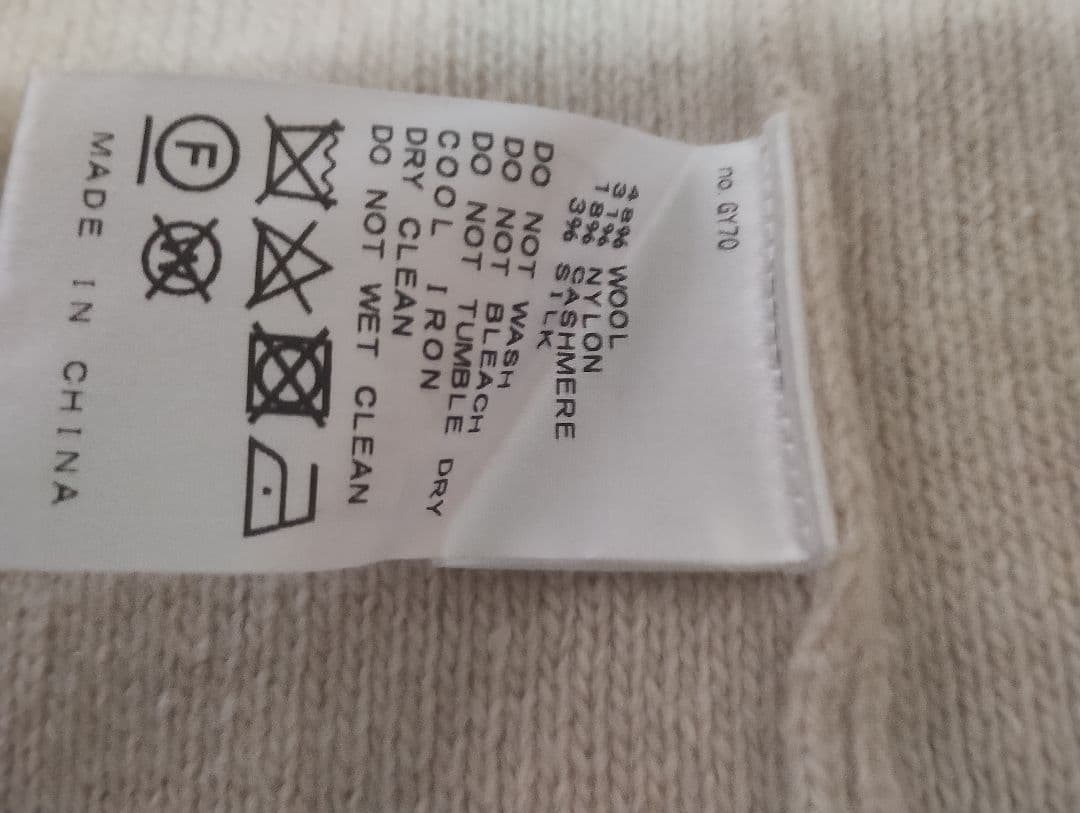 no. GY70
48% WOOL
31% NYLON
18% CASHMERE
3% SILK
DO NOT WASH
DO NOT BLEACH
DO NOT TUMBLE DRY
COOL IRON
DRY CLEAN
DO NOT WET CLEAN
F
W
MADE IN CHINA